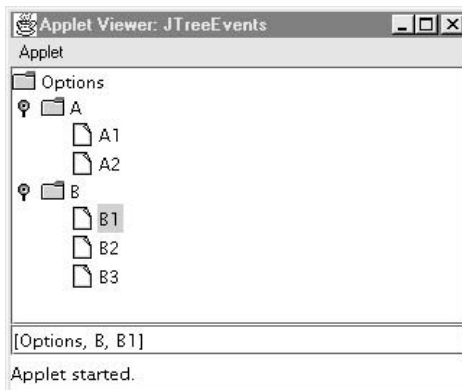 Applet Viewer: JTreeEvents
Applet
Options
A
A1
A2
B
B1
B2
B3
[Options, B, B1]
Applet started.